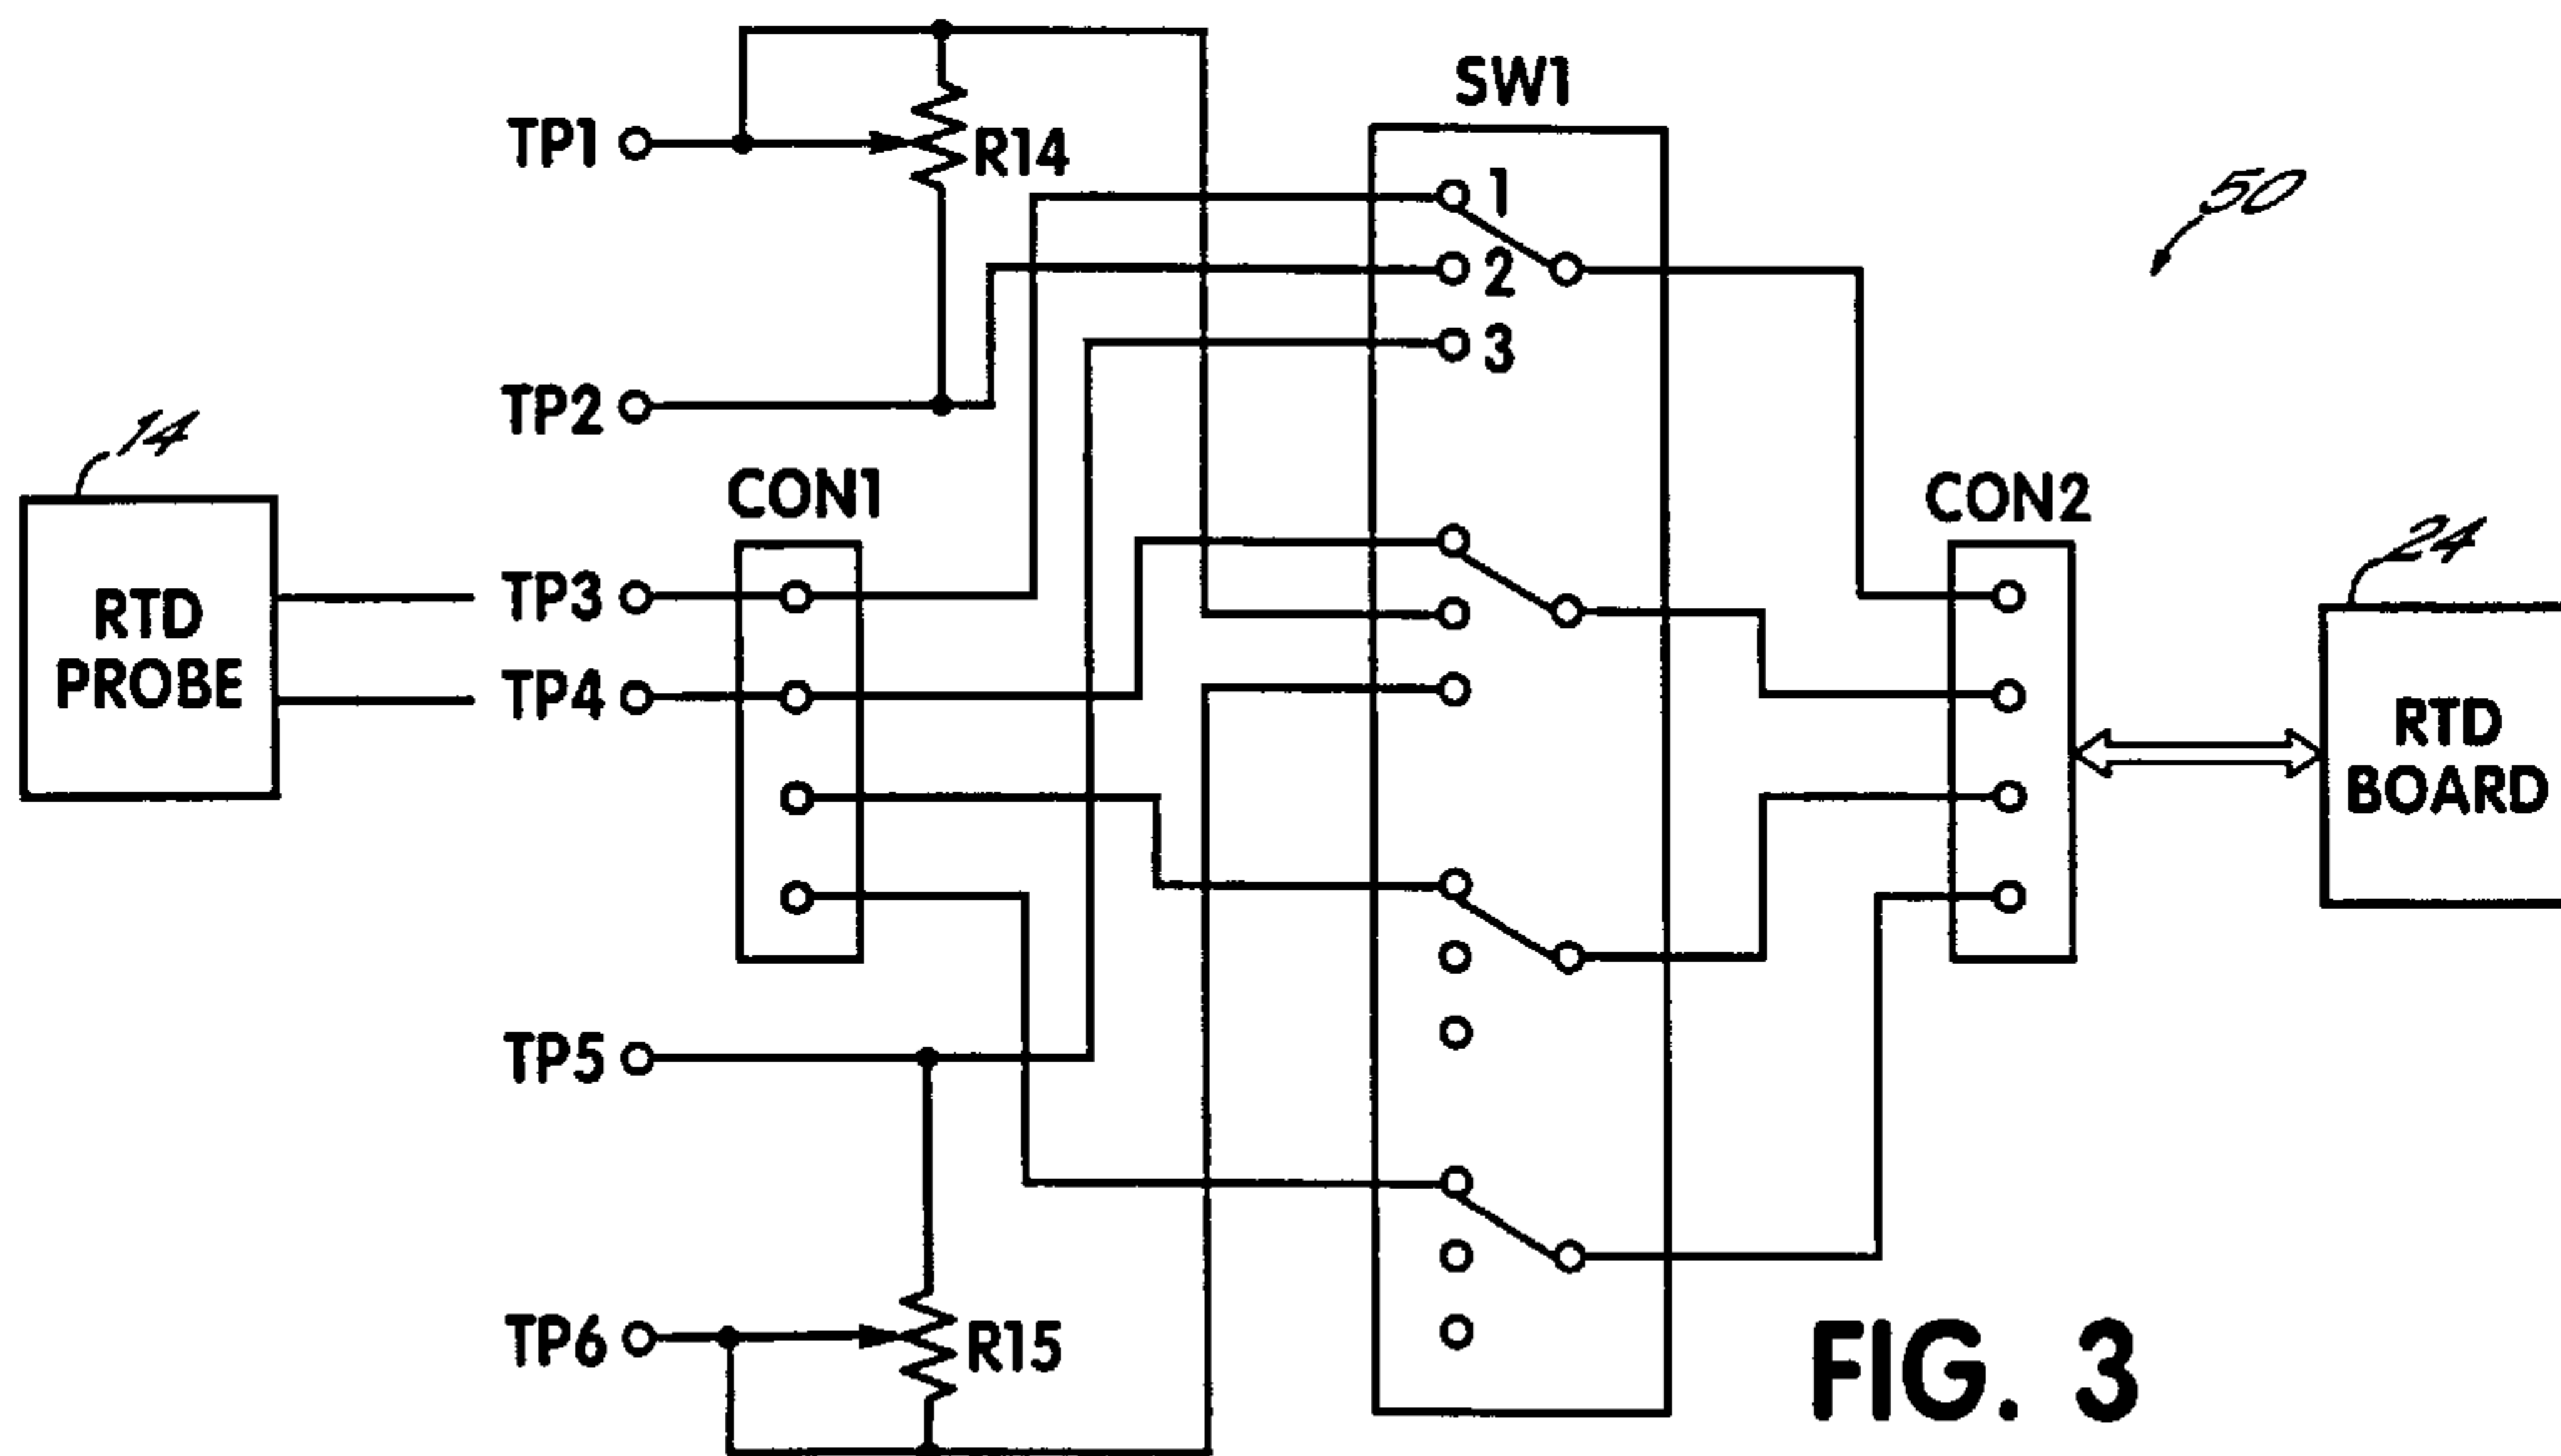 SW1
TP1
R14
1
50
2
3
TP2
14
CON1
CON2
24
RTD
PROBE
TP3
TP4
RTD
BOARD
TP5
TP6
R15
FIG. 3